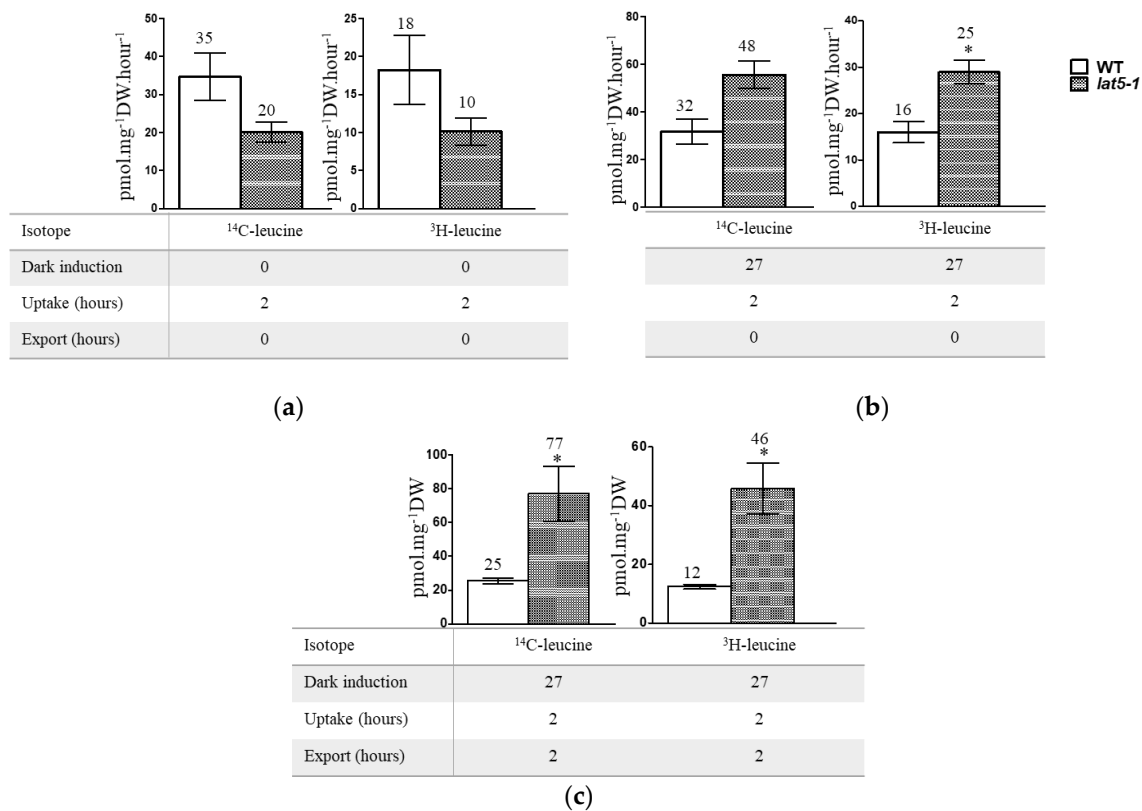 35
20
pmol.mg⁻¹DW.hour⁻¹
50
40
30
20
10
0
18
10
pmol.mg⁻¹DW.hour⁻¹
25
20
15
10
5
0
32
48
pmol.mg⁻¹DW.hour⁻¹
80
60
40
20
0
16
25
*
pmol.mg⁻¹DW.hour⁻¹
40
30
20
10
0
WT
lat5-1
Isotope ¹⁴C-leucine ³H-leucine
Dark induction 0 0
Uptake (hours) 2 2
Export (hours) 0 0
¹⁴C-leucine ³H-leucine
27 27
2 2
0 0
(a)
(b)
25
77
*
pmol.mg⁻¹DW
100
80
60
40
20
0
12
46
*
pmol.mg⁻¹DW
60
40
20
0
Isotope ¹⁴C-leucine ³H-leucine
Dark induction 27 27
Uptake (hours) 2 2
Export (hours) 2 2
(c)